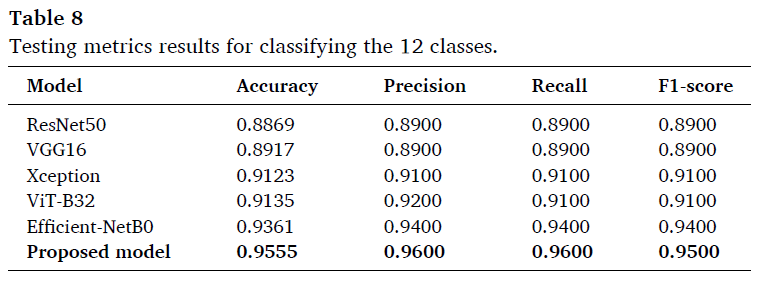 Table 8
Testing metrics results for classifying the 12 classes.
Model Accuracy Precision Recall F1-score
ResNet50 0.8869 0.8900 0.8900 0.8900
VGG16 0.8917 0.8900 0.8900 0.8900
Xception 0.9123 0.9100 0.9100 0.9100
ViT-B32 0.9135 0.9200 0.9100 0.9100
Efficient-NetB0 0.9361 0.9400 0.9400 0.9400
Proposed model 0.9555 0.9600 0.9600 0.9500